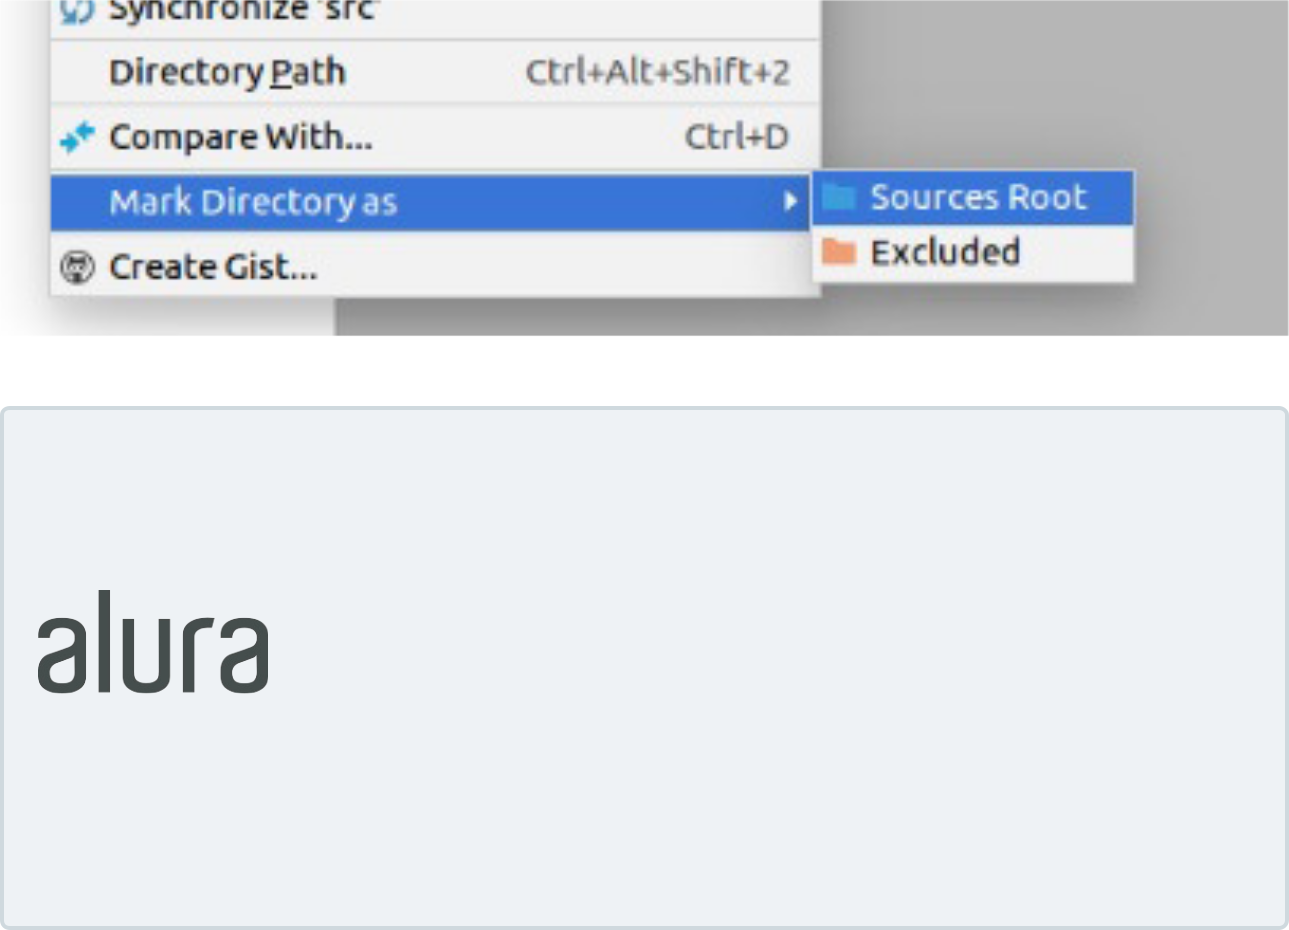 Synchronize 'src'
Directory Path Ctrl+Alt+Shift+2
Compare With... Ctrl+D
Mark Directory as Sources Root
Excluded
Create Gist...
alura